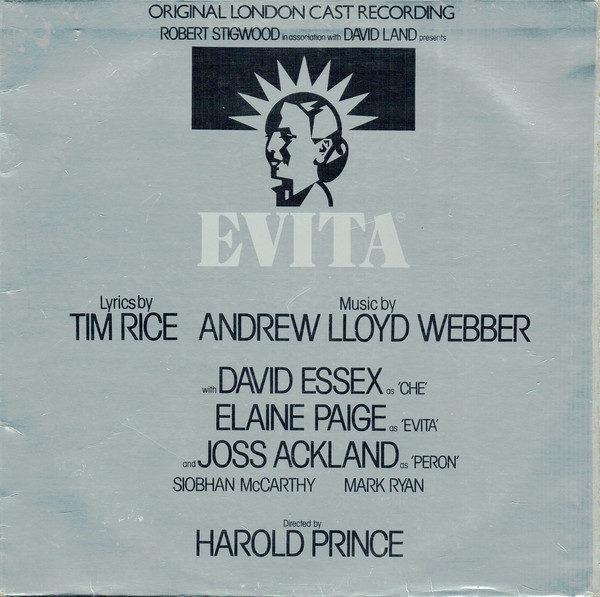 ORIGINAL LONDON CAST RECORDING
ROBERT STIGWOOD in association with DAVID LAND presents
EVITA
Lyrics by Music by
TIM RICE ANDREW LLOYD WEBBER
with DAVID ESSEX as 'CHE'
ELAINE PAIGE as 'EVITA'
and JOSS ACKLAND as 'PERON'
SIOBHAN McCARTHY MARK RYAN
Directed by
HAROLD PRINCE